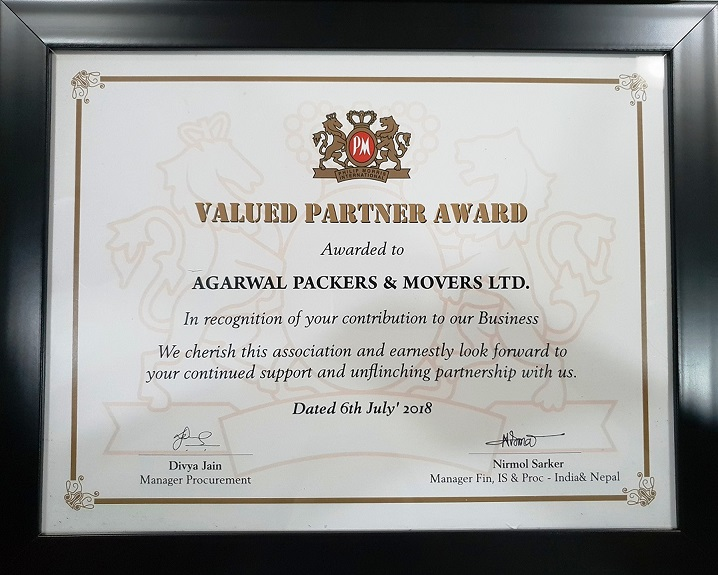 PM
PHILIP MORRIS
INTERNATIONAL
VALUED PARTNER AWARD
Awarded to
AGARWAL PACKERS & MOVERS LTD.
In recognition of your contribution to our Business
We cherish this association and earnestly look forward to
your continued support and unflinching partnership with us.
Dated 6th July' 2018
Divya Jain
Manager Procurement
Nirmol Sarker
Manager Fin, IS & Proc - India& Nepal